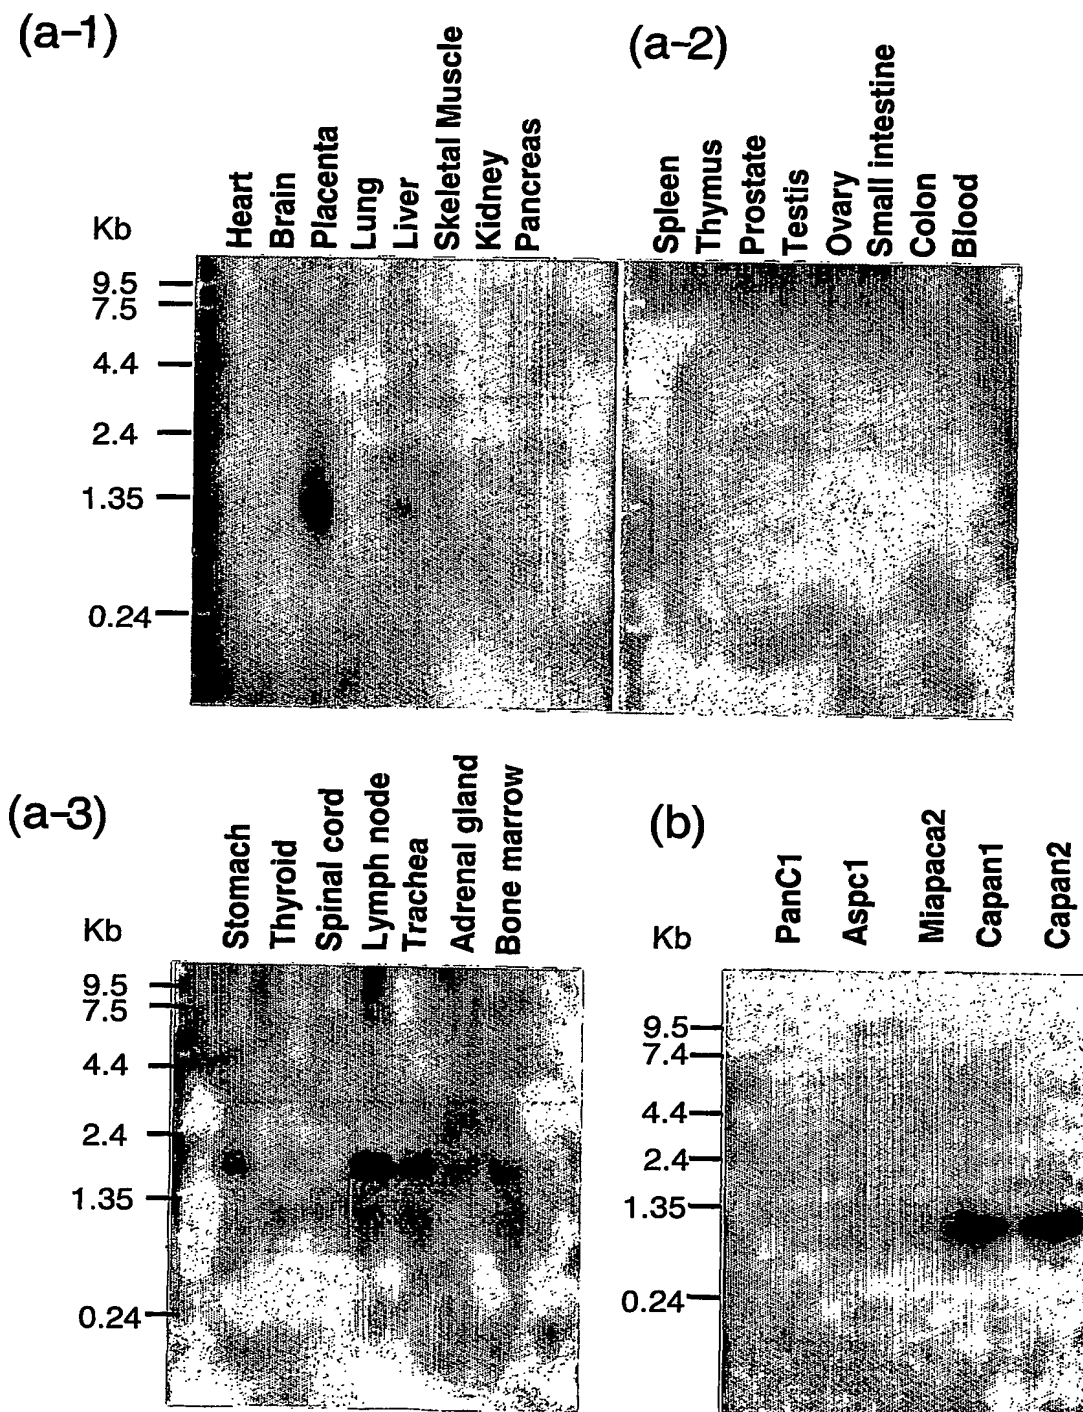 (a-1)
Kb
Heart
Brain
Placenta
Lung
Liver
Skeletal Muscle
Kidney
Pancreas
9.5
7.5
4.4
2.4
1.35
0.24
(a-2)
Spleen
Thymus
Prostate
Testis
Ovary
Small intestine
Colon
Blood
(a-3)
Kb
Stomach
Thyroid
Spinal cord
Lymph node
Trachea
Adrenal gland
Bone marrow
9.5
7.5
4.4
2.4
1.35
0.24
(b)
Kb
PanC1
Aspc1
Miapaca2
Capan1
Capan2
9.5
7.4
4.4
2.4
1.35
0.24